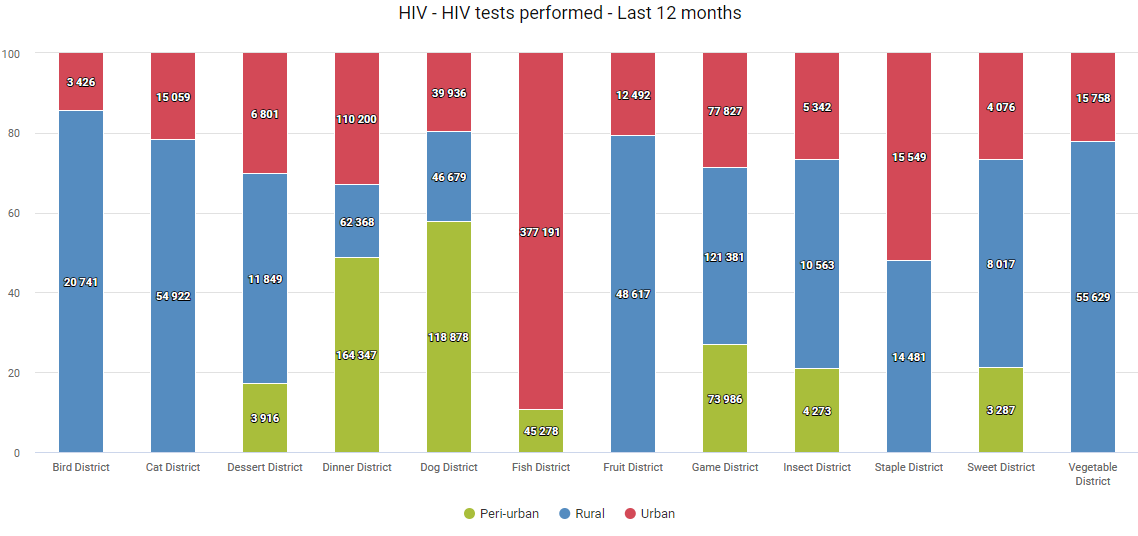 HIV - HIV tests performed - Last 12 months
100
80
60
40
20
0
3 426
20 741
15 059
54 922
6 801
11 849
3 916
110 200
62 368
164 347
39 936
46 679
118 878
377 191
45 278
12 492
48 617
77 827
121 381
73 986
5 342
10 563
4 273
15 549
14 481
4 076
8 017
3 287
15 758
55 629
Bird District
Cat District
Dessert District
Dinner District
Dog District
Fish District
Fruit District
Game District
Insect District
Staple District
Sweet District
Vegetable
District
Peri-urban
Rural
Urban